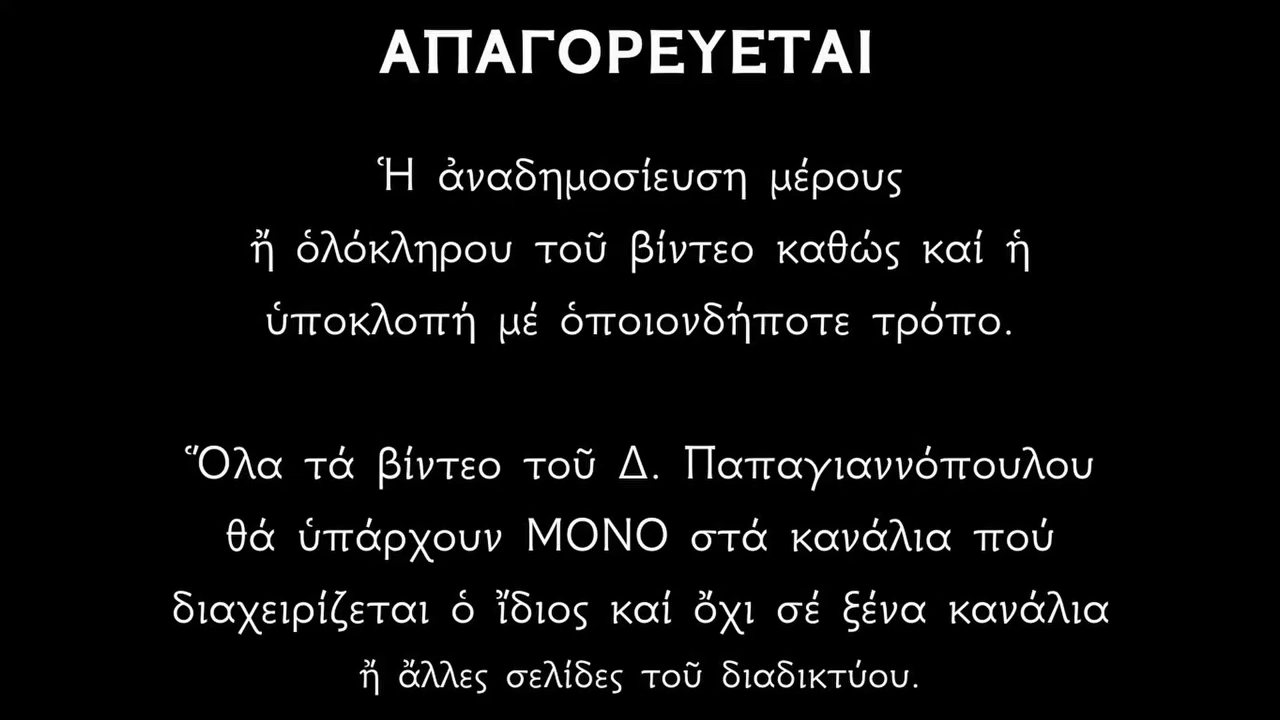 ΑΠΑΓΟΡΕΥΕΤΑΙ
Ἡ ἀναδημοσίευση μέρους
ἤ ὁλόκληρου τοῦ βίντεο καθώς καί ἡ
ὑποκλοπή μέ ὁποιονδήποτε τρόπο.
Ὅλα τά βίντεο τοῦ Δ. Παπαγιαννόπουλου
θά ὑπάρχουν ΜΟΝΟ στά κανάλια πού
διαχειρίζεται ὁ ἴδιος καί ὄχι σέ ξένα κανάλια
ἤ ἄλλες σελίδες τοῦ διαδικτύου.